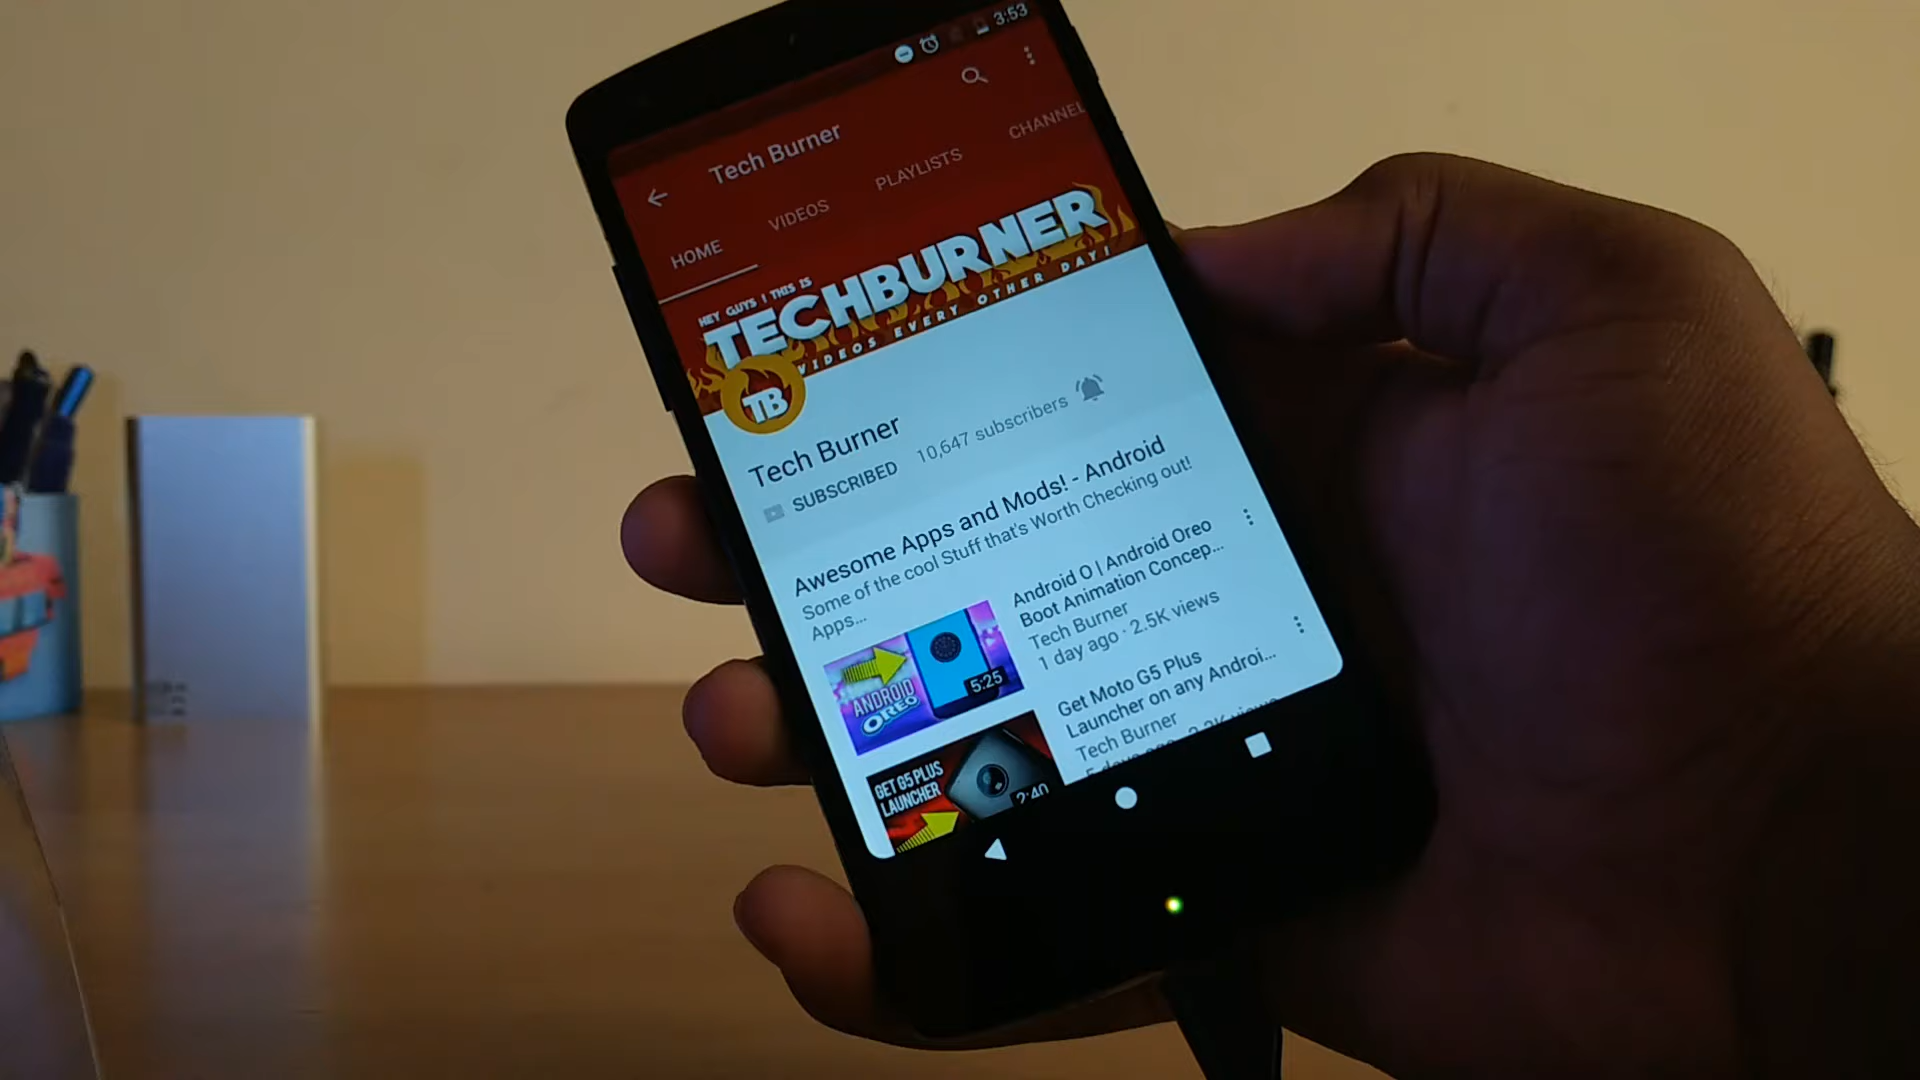 3:53
Tech Burner
HOME
VIDEOS
PLAYLISTS
CHANNEL
HEY GUYS ! THIS IS
TECHBURNER
VIDEOS EVERY OTHER DAY!
TB
Tech Burner
SUBSCRIBED
10,647 subscribers
Awesome Apps and Mods! - Android
Some of the cool Stuff that's Worth Checking out!
Apps...
ANDROID
OREO
5:25
Android O | Android Oreo
Boot Animation Concep...
Tech Burner
1 day ago · 2.5K views
GET G5 PLUS
LAUNCHER
2:40
Get Moto G5 Plus
Launcher on any Androi...
Tech Burner